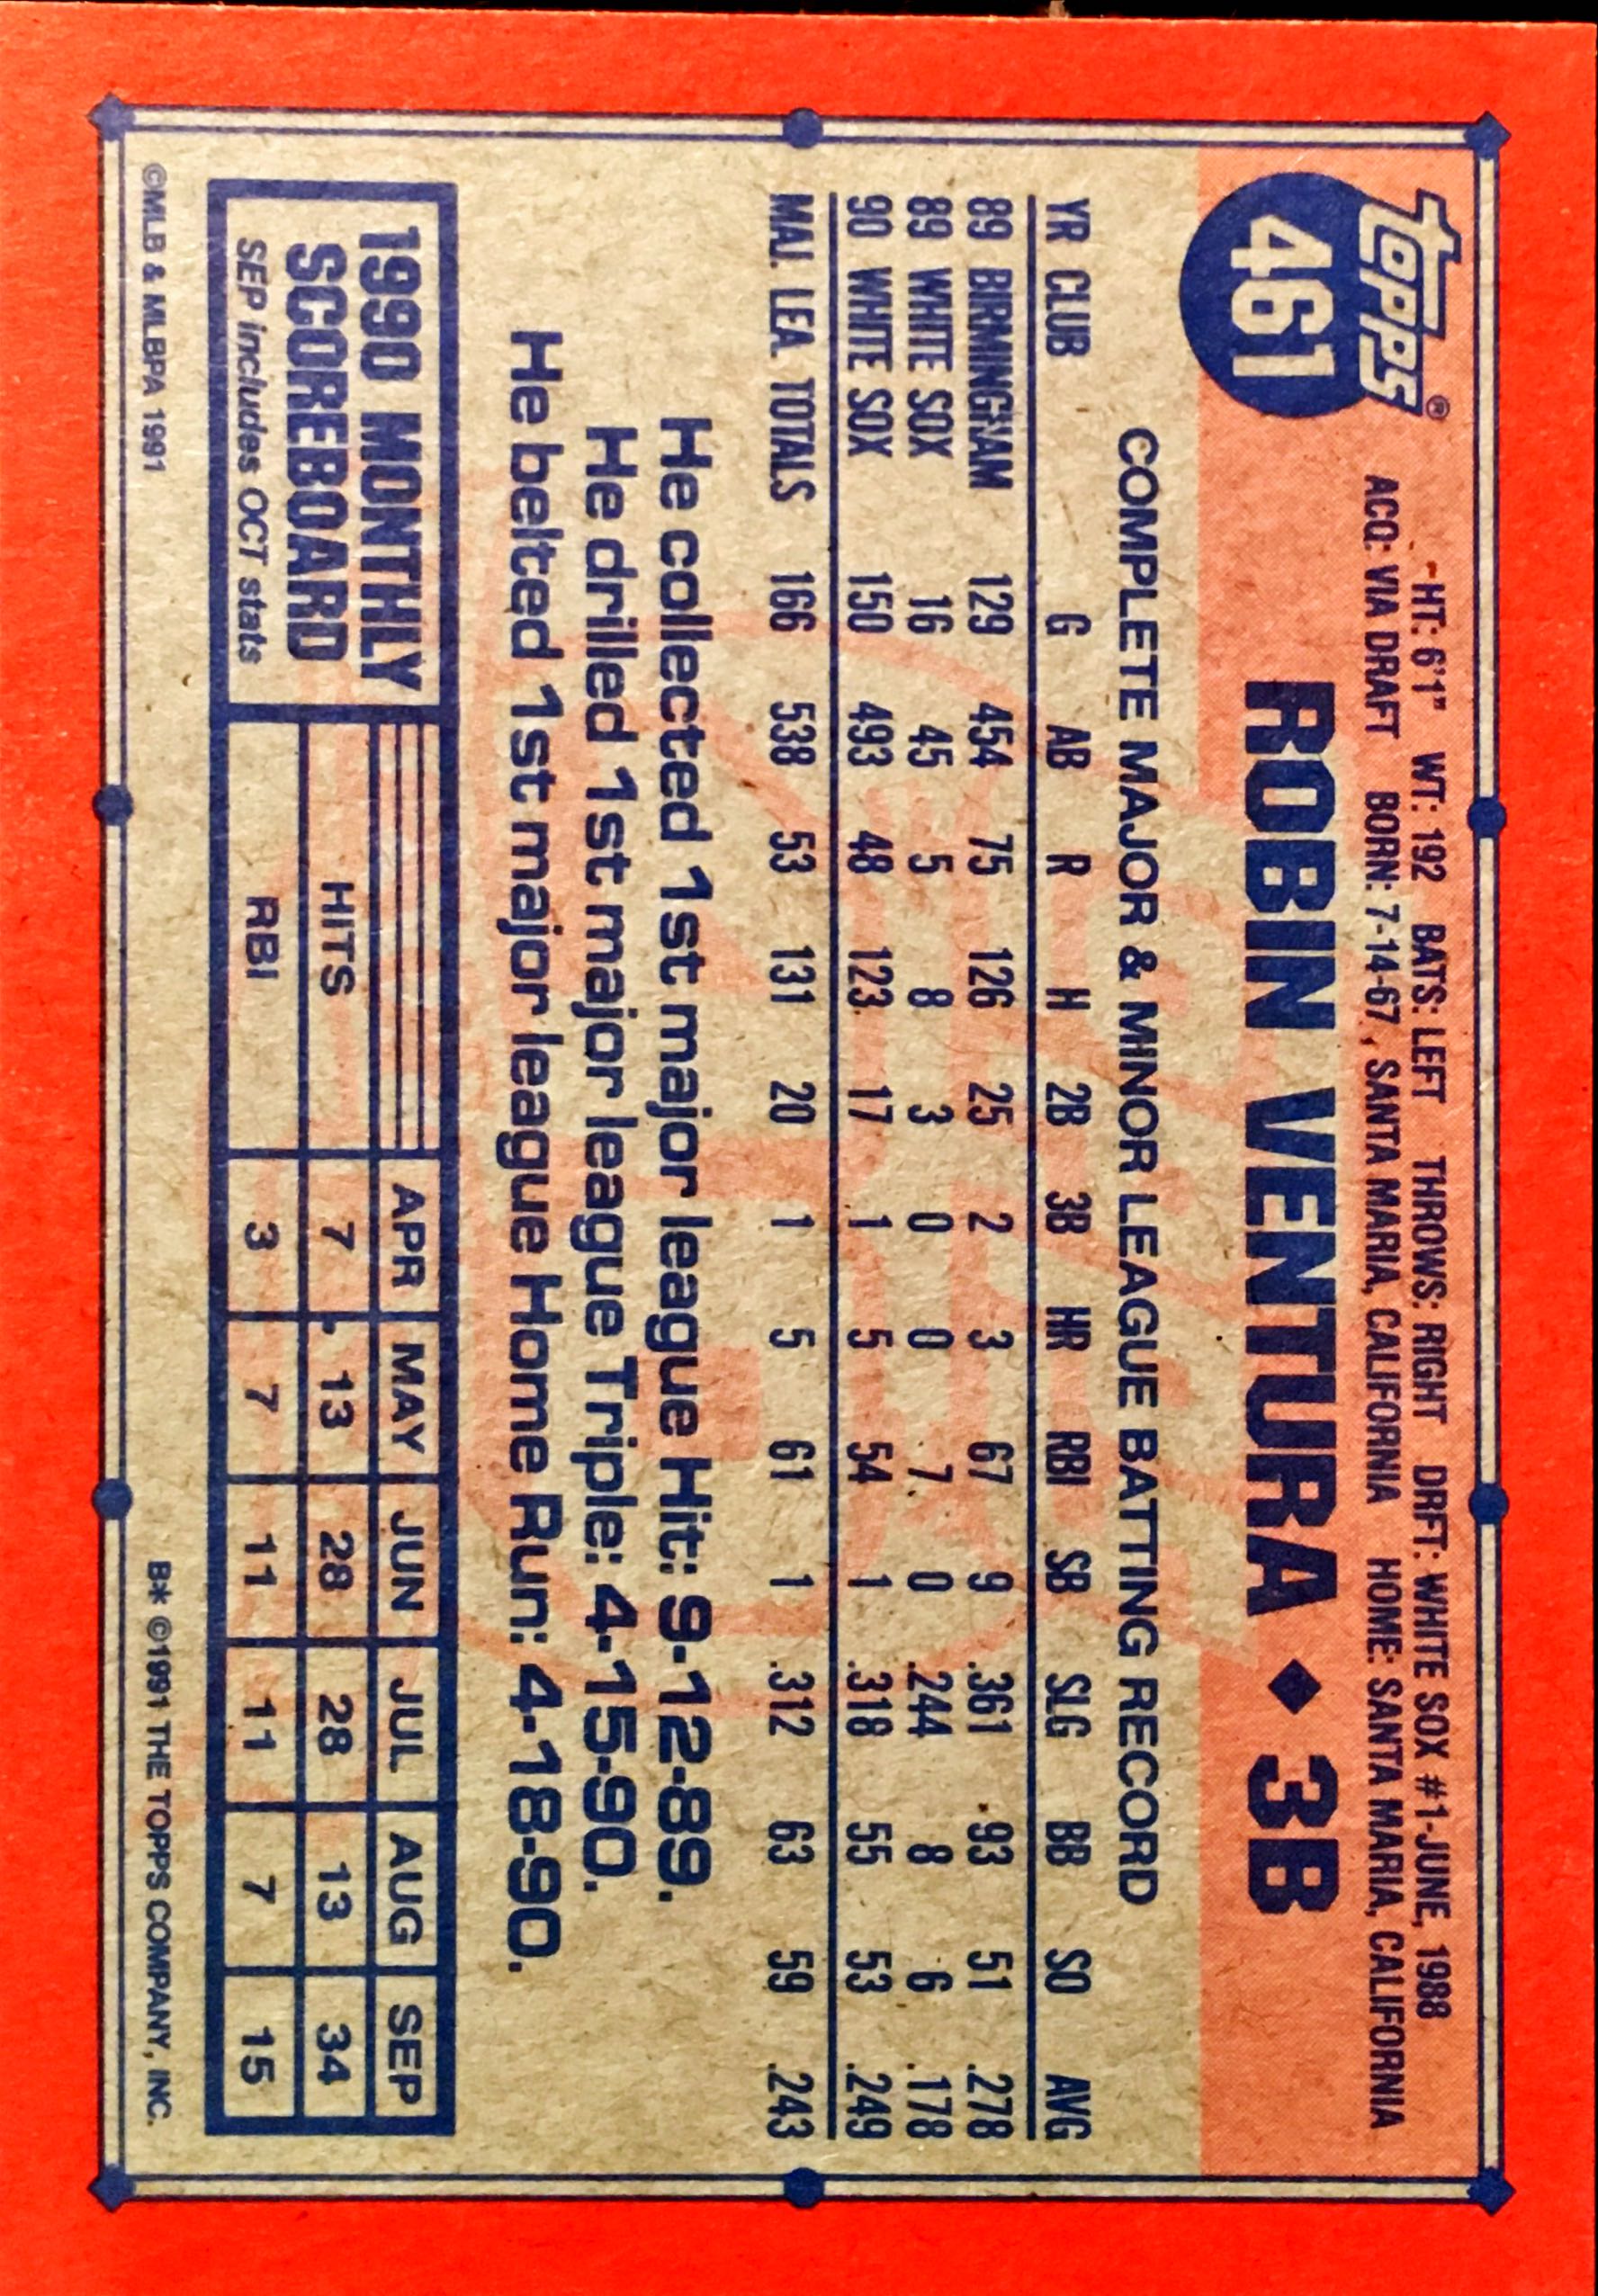 topps®
461
HT: 6'1" WT: 192 BATS: LEFT THROWS: RIGHT DRFT: WHITE SOX #1-JUNE, 1988
ACQ: VIA DRAFT BORN: 7-14-67, SANTA MARIA, CALIFORNIA HOME: SANTA MARIA, CALIFORNIA
ROBIN VENTURA ◆ 3B
COMPLETE MAJOR & MINOR LEAGUE BATTING RECORD
YR CLUB G AB R H 2B 3B HR RBI SB SLG BB SO AVG
89 BIRMINGHAM 129 454 75 126 25 2 3 67 9 .361 93 51 .278
89 WHITE SOX 16 45 5 8 3 0 0 7 0 .244 8 6 .178
90 WHITE SOX 150 493 48 123 17 1 5 54 1 .318 55 53 .249
MAJ. LEA. TOTALS 166 538 53 131 20 1 5 61 1 .312 63 59 .243
He collected 1st major league Hit: 9-12-89.
He drilled 1st major league Triple: 4-15-90.
He belted 1st major league Home Run: 4-18-90.
1990 MONTHLY
SCOREBOARD
SEP includes OCT stats
APR MAY JUN JUL AUG SEP
HITS 7 13 28 28 13 34
RBI 3 7 11 11 7 15
©MLB & MLBPA 1991 B* ©1991 THE TOPPS COMPANY, INC.